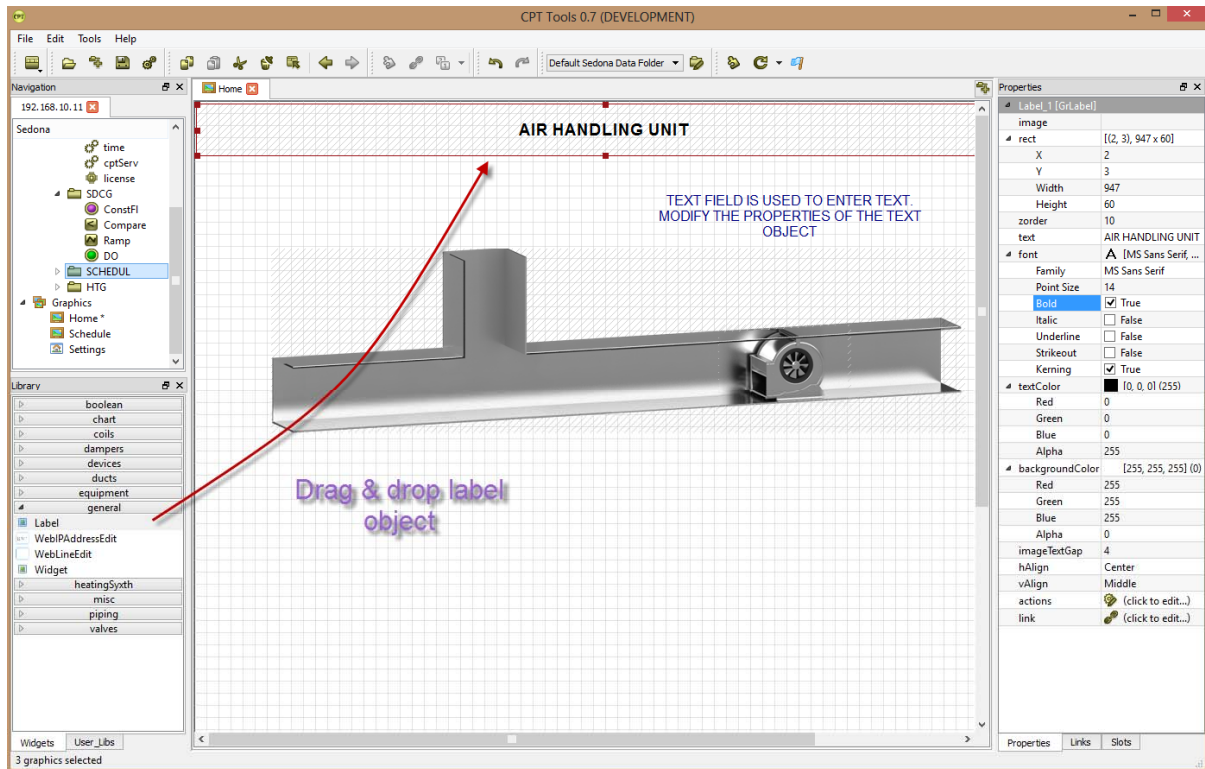 CPT Tools 0.7 (DEVELOPMENT)
File Edit Tools Help
Default Sedona Data Folder
Navigation
192.168.10.11
Sedona
time
cptServ
license
SDCG
ConstFl
Compare
Ramp
DO
SCHEDUL
HTG
Graphics
Home *
Schedule
Settings
Library
boolean
chart
coils
dampers
devices
ducts
equipment
general
Label
WebIPAddressEdit
WebLineEdit
Widget
heatingSyxth
misc
piping
valves
Widgets User_Libs
3 graphics selected
Home
AIR HANDLING UNIT
TEXT FIELD IS USED TO ENTER TEXT.
MODIFY THE PROPERTIES OF THE TEXT
OBJECT
Drag & drop label
object
Properties
Label_1 [GrLabel]
image
rect [(2, 3), 947 x 60]
X 2
Y 3
Width 947
Height 60
zorder 10
text AIR HANDLING UNIT
font A [MS Sans Serif, ...
Family MS Sans Serif
Point Size 14
Bold True
Italic False
Underline False
Strikeout False
Kerning True
textColor [0, 0, 0] (255)
Red 0
Green 0
Blue 0
Alpha 255
backgroundColor [255, 255, 255] (0)
Red 255
Green 255
Blue 255
Alpha 0
imageTextGap 4
hAlign Center
vAlign Middle
actions (click to edit...)
link (click to edit...)
Properties Links Slots